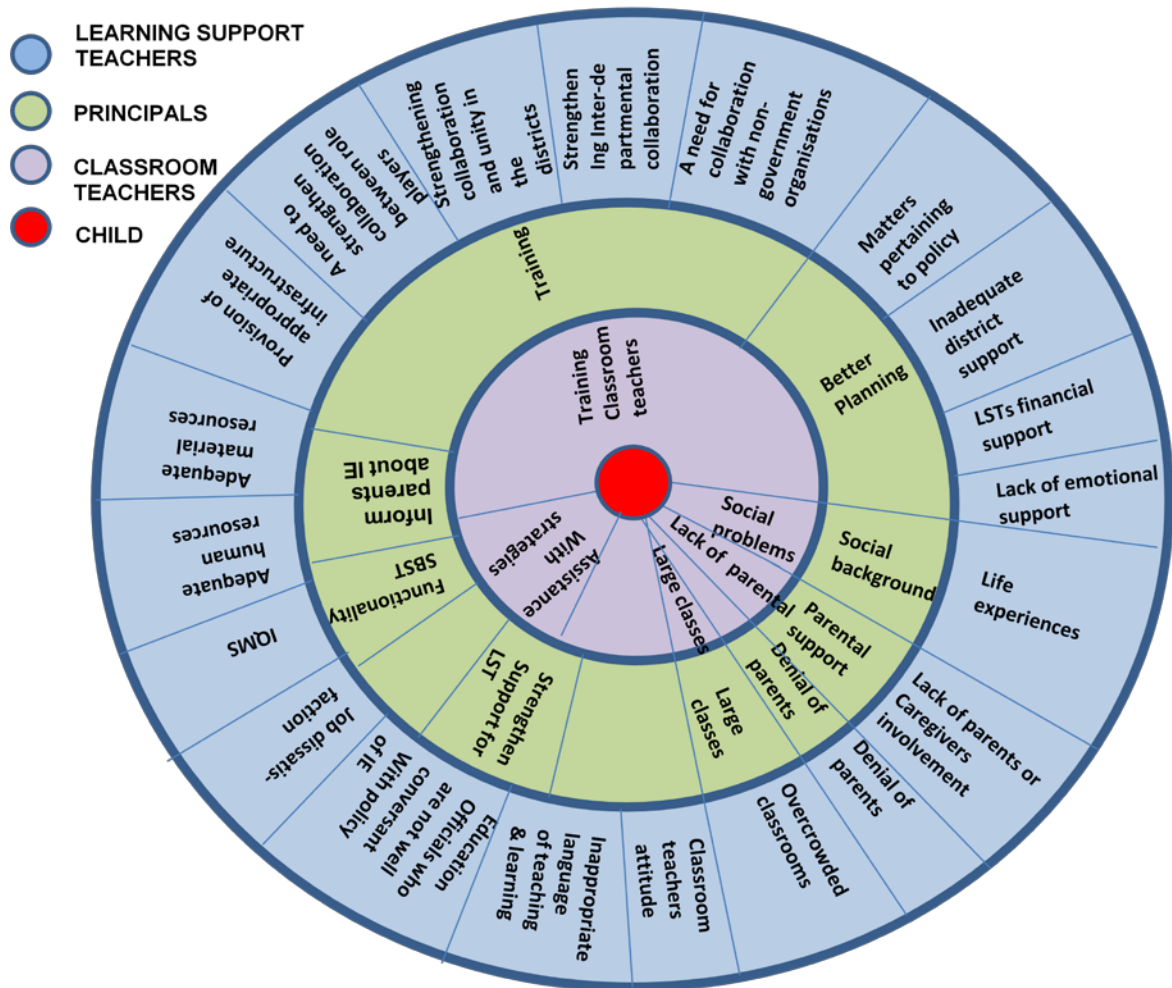 LEARNING SUPPORT
TEACHERS
PRINCIPALS
CLASSROOM
TEACHERS
CHILD
Strengthening
collaboration
and unity in
the
districts
Strengthen
Ing Inter-de
partmental
collaboration
A need for
collaboration
with non-
government
organisations
Matters
pertaining
to policy
Inadequate
district
support
LSTs financial
support
Lack of emotional
support
Life
experiences
Lack of parents or
Caregivers
involvement
Denial of
parents
Overcrowded
classrooms
Classroom
teachers
attitude
Inappropriate
language
of teaching
& learning
Education
Officials who
are not well
conversant
With policy
of IE
Job dissatis-
faction
IQMS
Adequate
human
resources
Adequate
material
resources
Provision of
appropriate
infrastructure
A need to
strengthen
collaboration
between role
players
Training
Better
Planning
Social
background
Parental
support
Denial of
parents
Large
classes
Strengthen
Support for
LST
Functionality
SBST
Inform
parents
about IE
Training
Classroom
teachers
Social
problems
Lack of parental
Large classes
Assistance
With
strategies